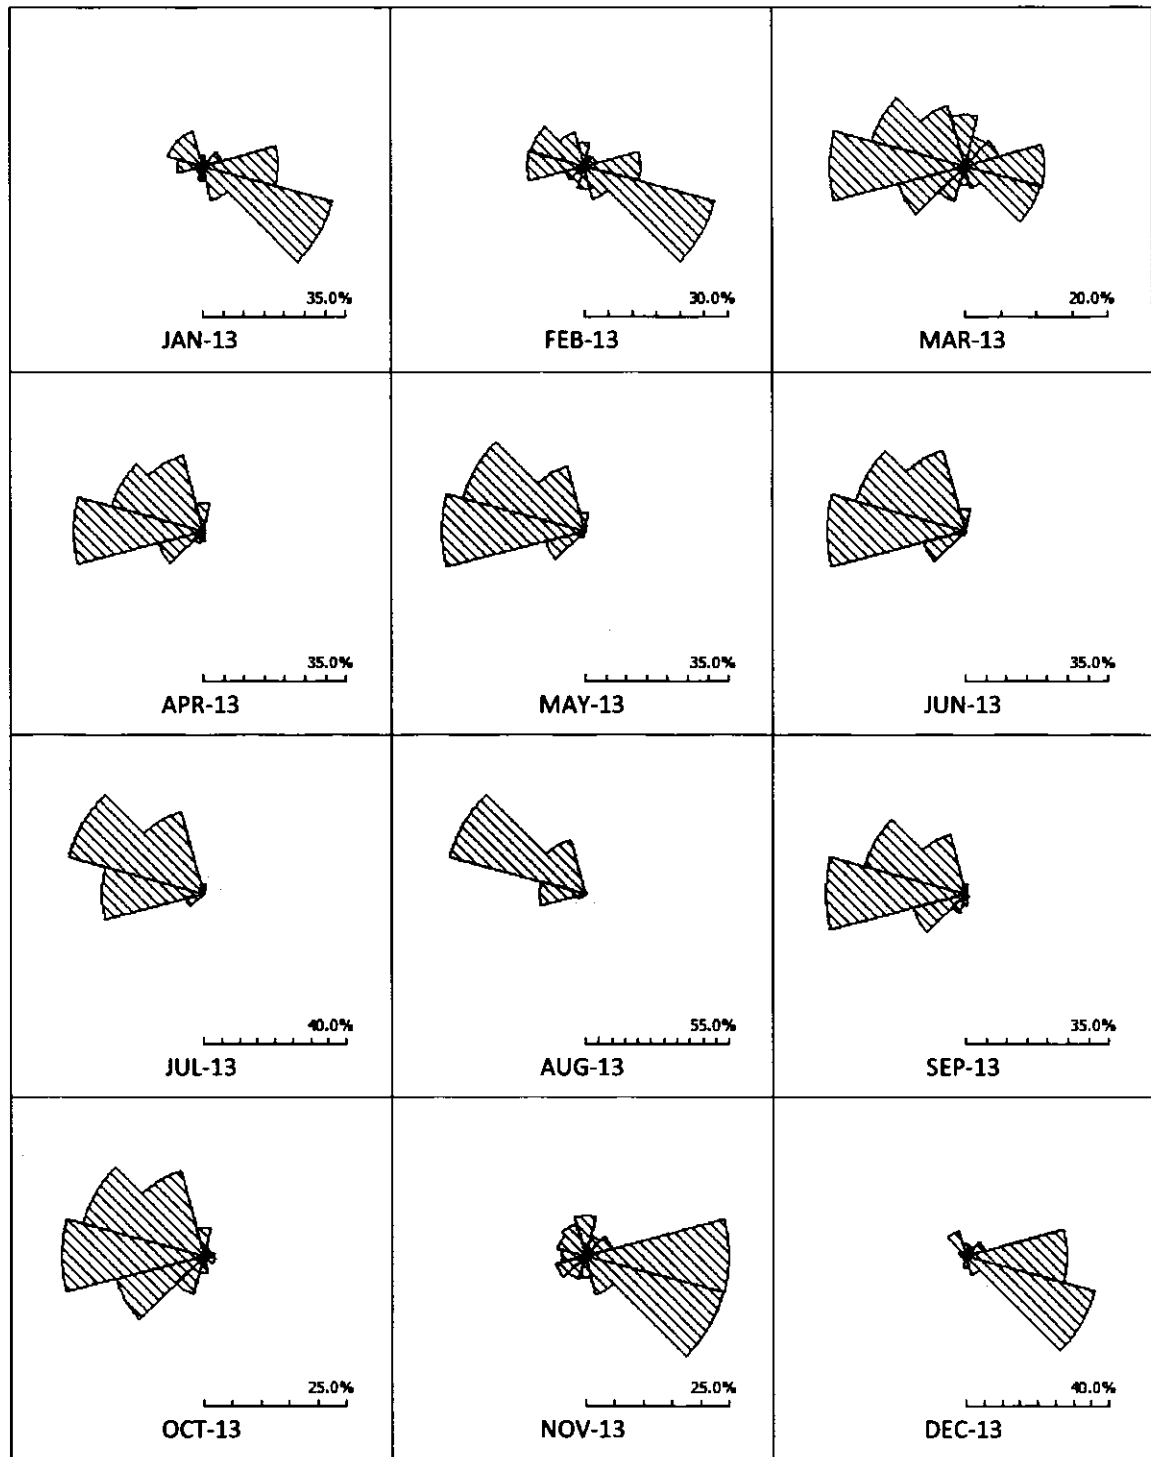 35.0% 30.0% 20.0%
JAN-13 FEB-13 MAR-13
35.0% 35.0% 35.0%
APR-13 MAY-13 JUN-13
40.0% 55.0% 35.0%
JUL-13 AUG-13 SEP-13
25.0% 25.0% 40.0%
OCT-13 NOV-13 DEC-13